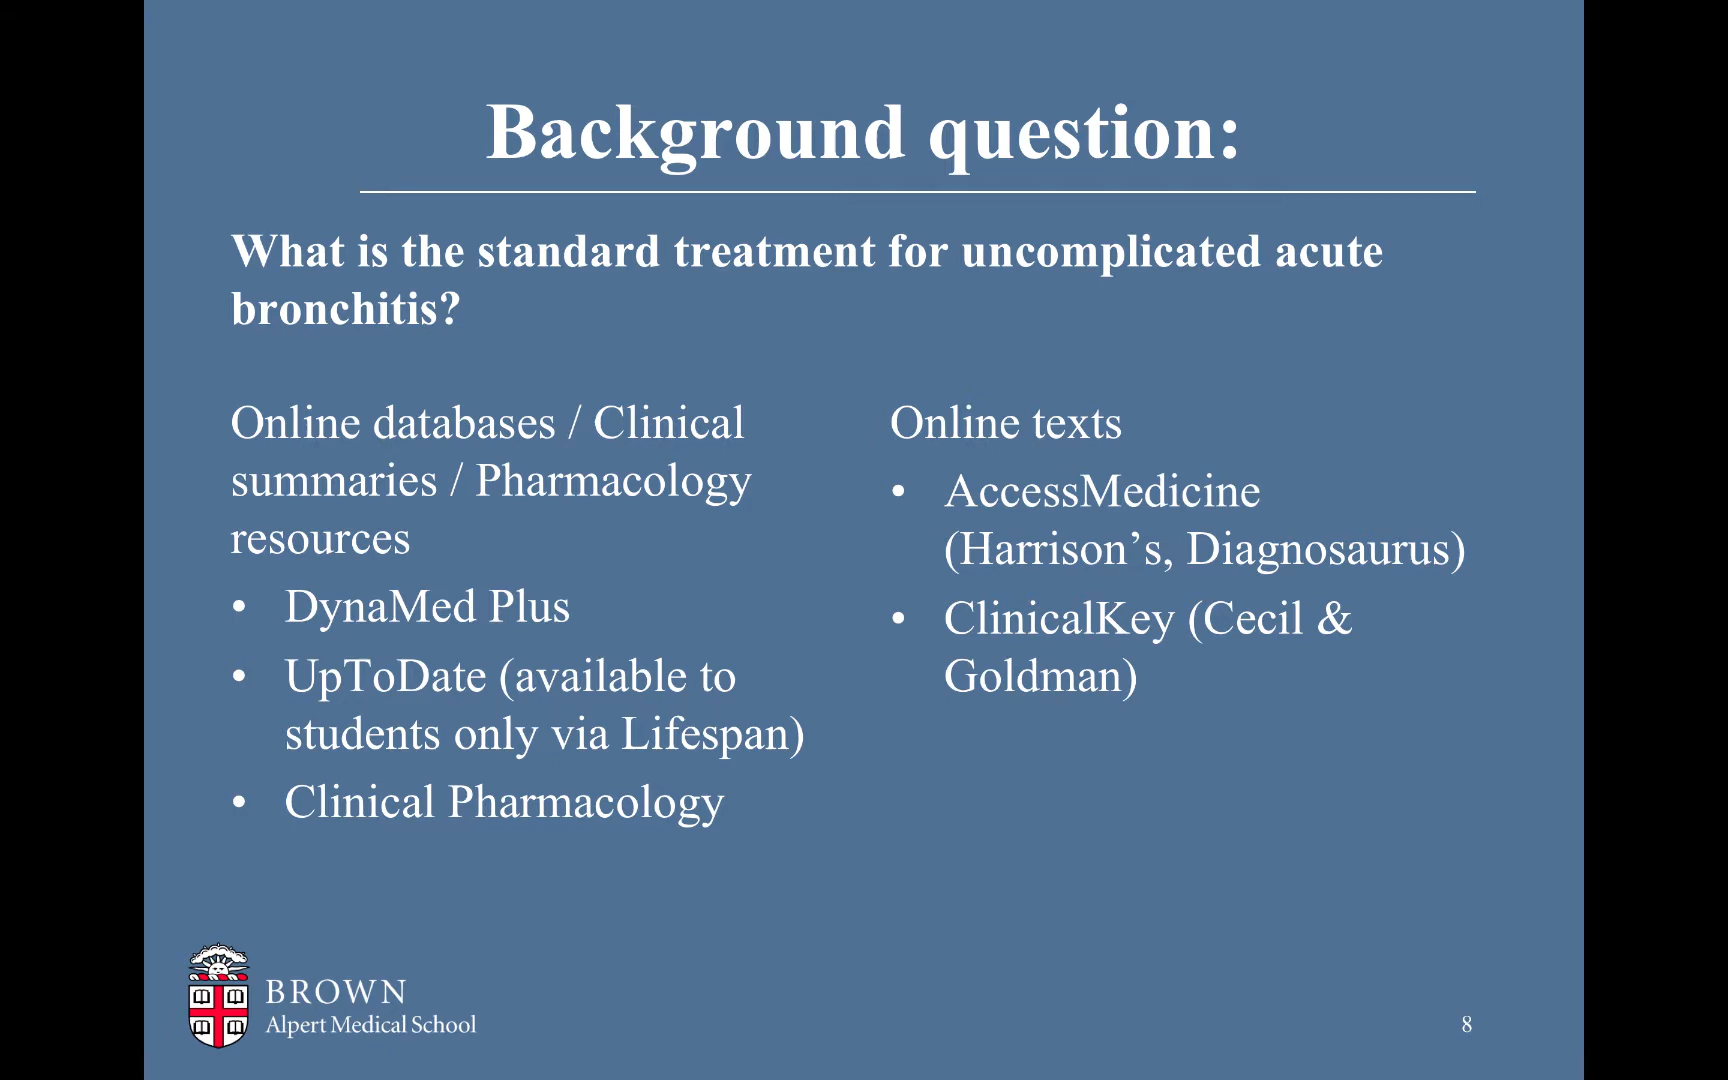 Background question:
What is the standard treatment for uncomplicated acute
bronchitis?
Online databases / Clinical
summaries / Pharmacology
resources
• DynaMed Plus
• UpToDate (available to
students only via Lifespan)
• Clinical Pharmacology
Online texts
• AccessMedicine
(Harrison’s, Diagnosaurus)
• ClinicalKey (Cecil &
Goldman)
BROWN
Alpert Medical School
8